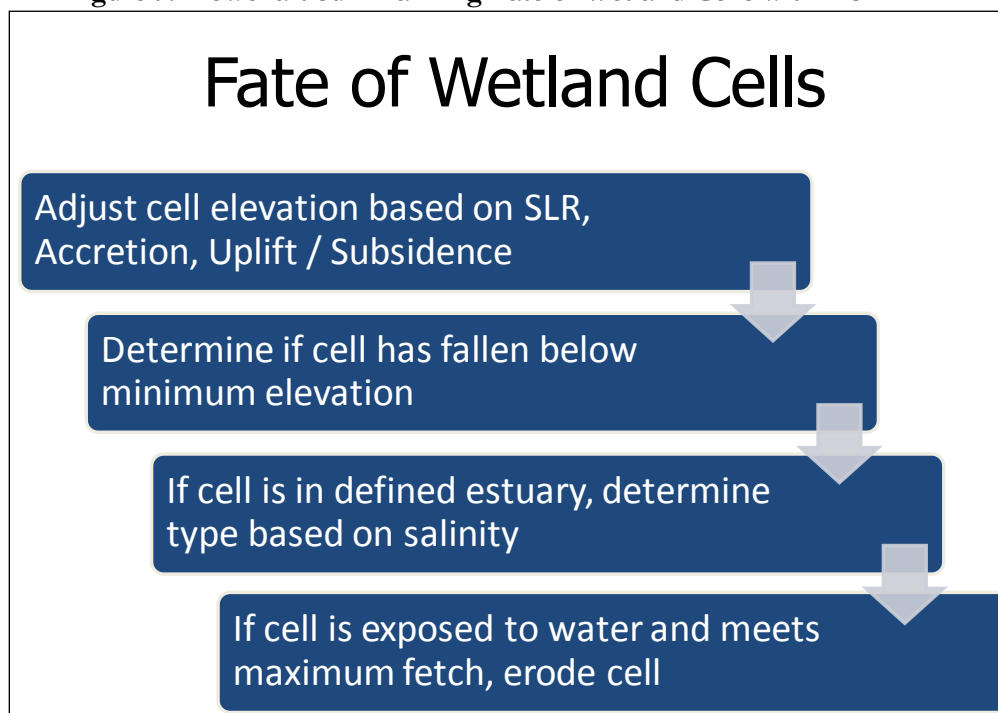 Fate of Wetland Cells
Adjust cell elevation based on SLR,
Accretion, Uplift / Subsidence
Determine if cell has fallen below
minimum elevation
If cell is in defined estuary, determine
type based on salinity
If cell is exposed to water and meets
maximum fetch, erode cell